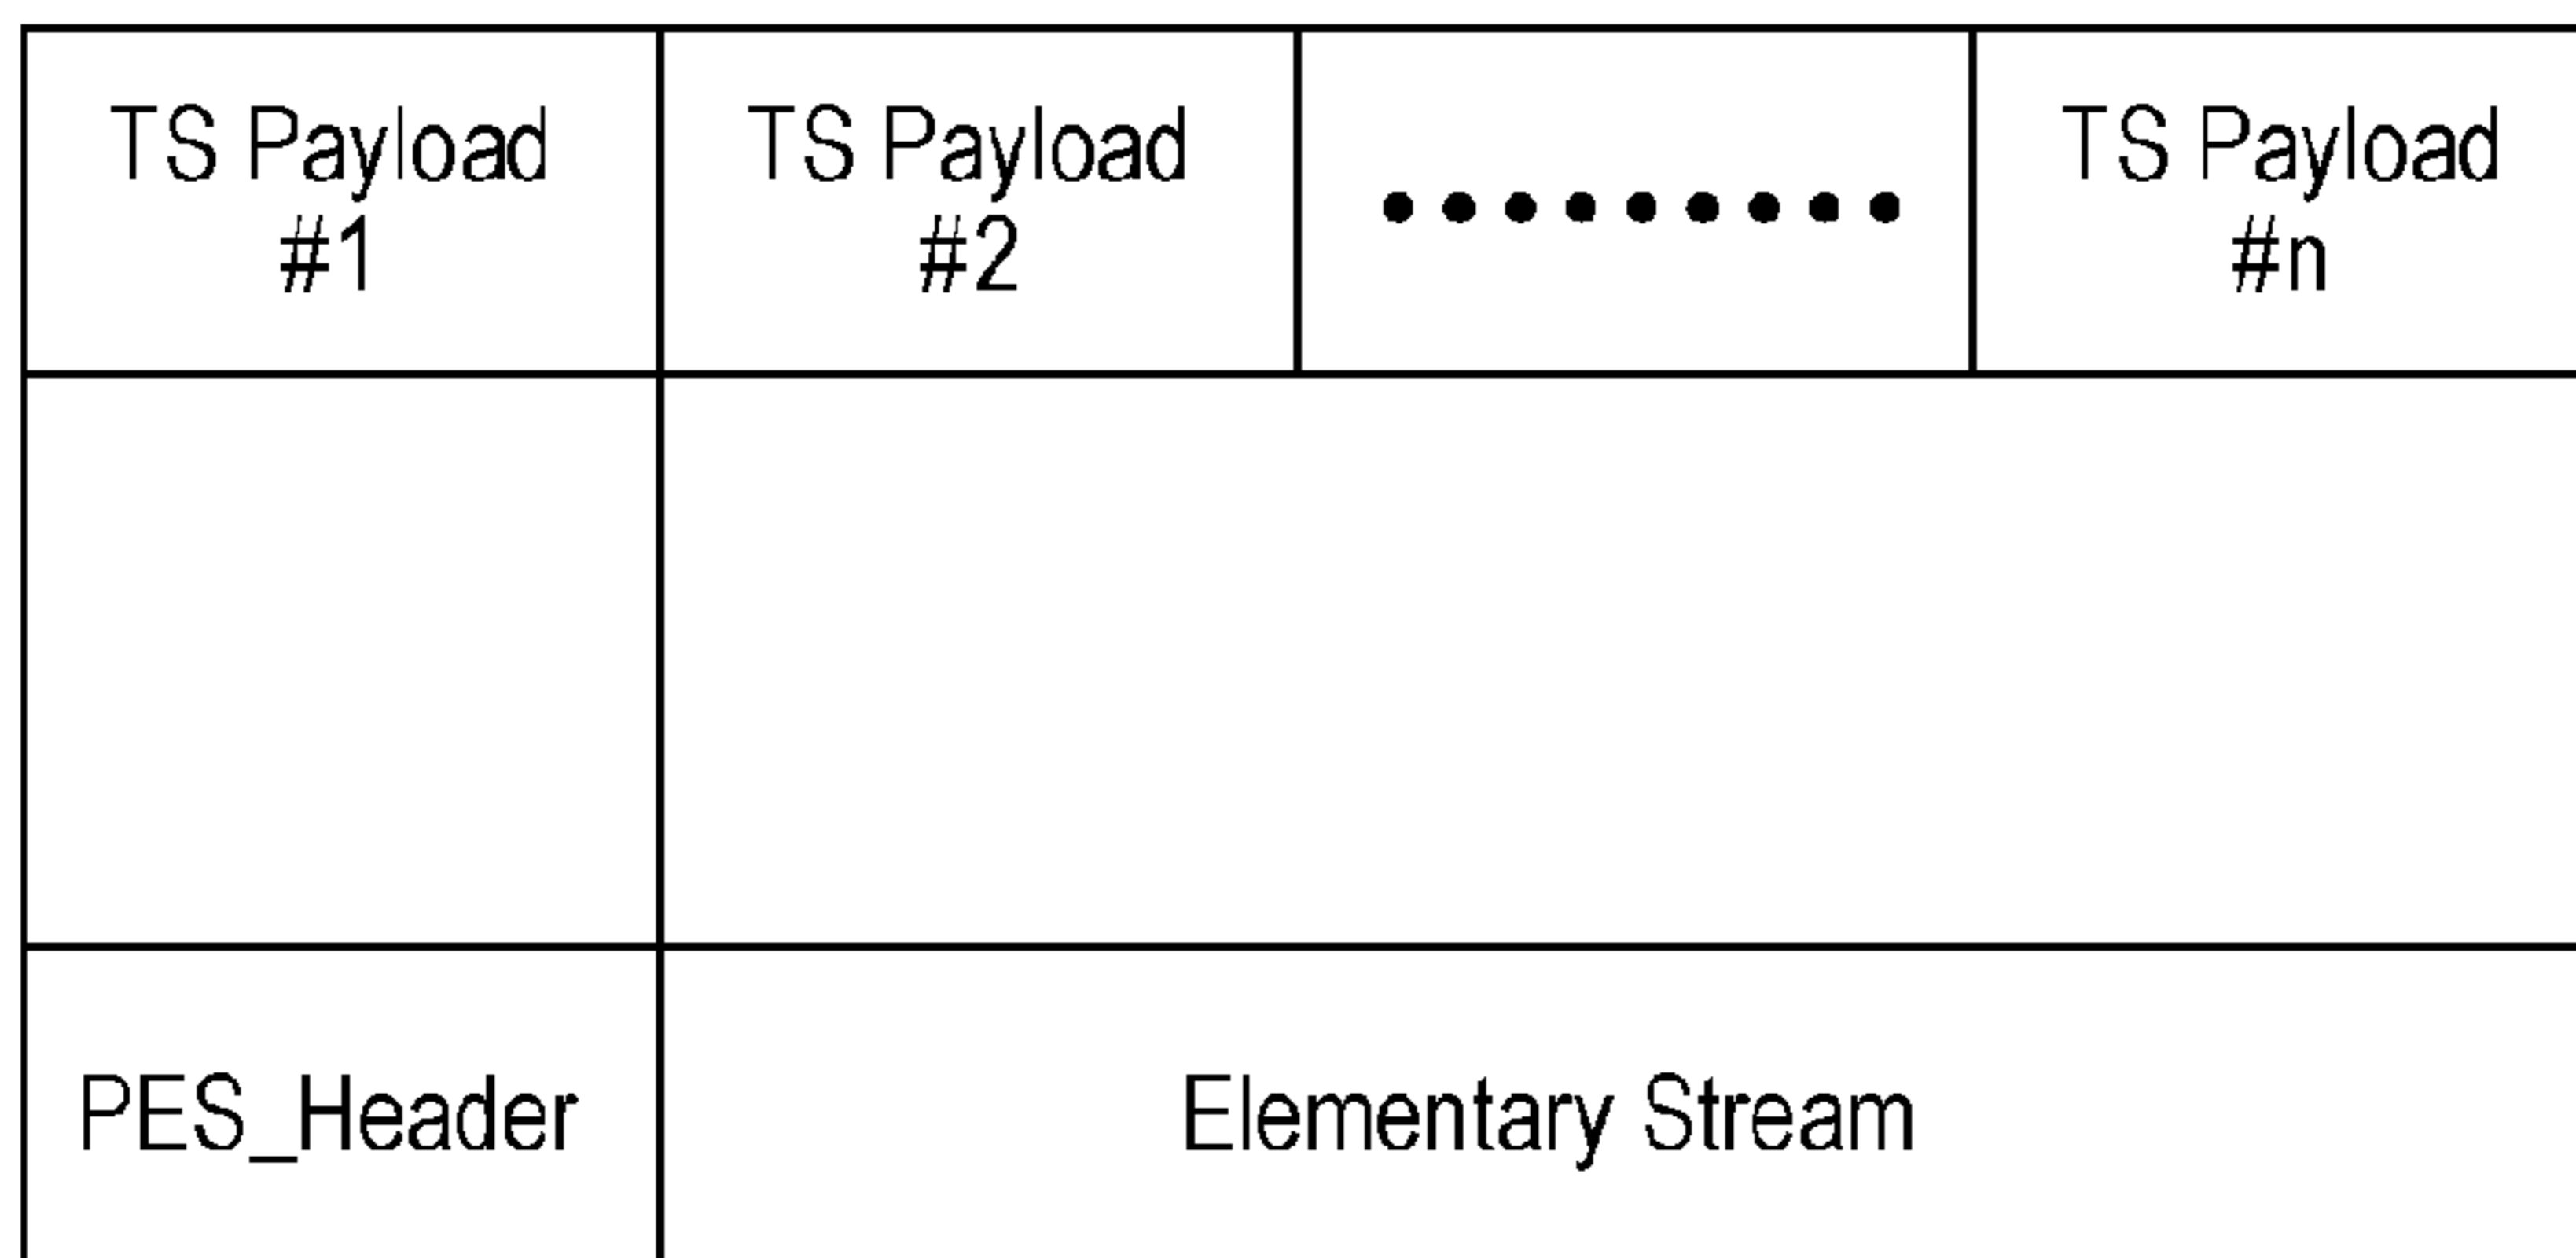 TS Payload
#1
TS Payload
#2
.........
TS Payload
#n
PES_Header
Elementary Stream